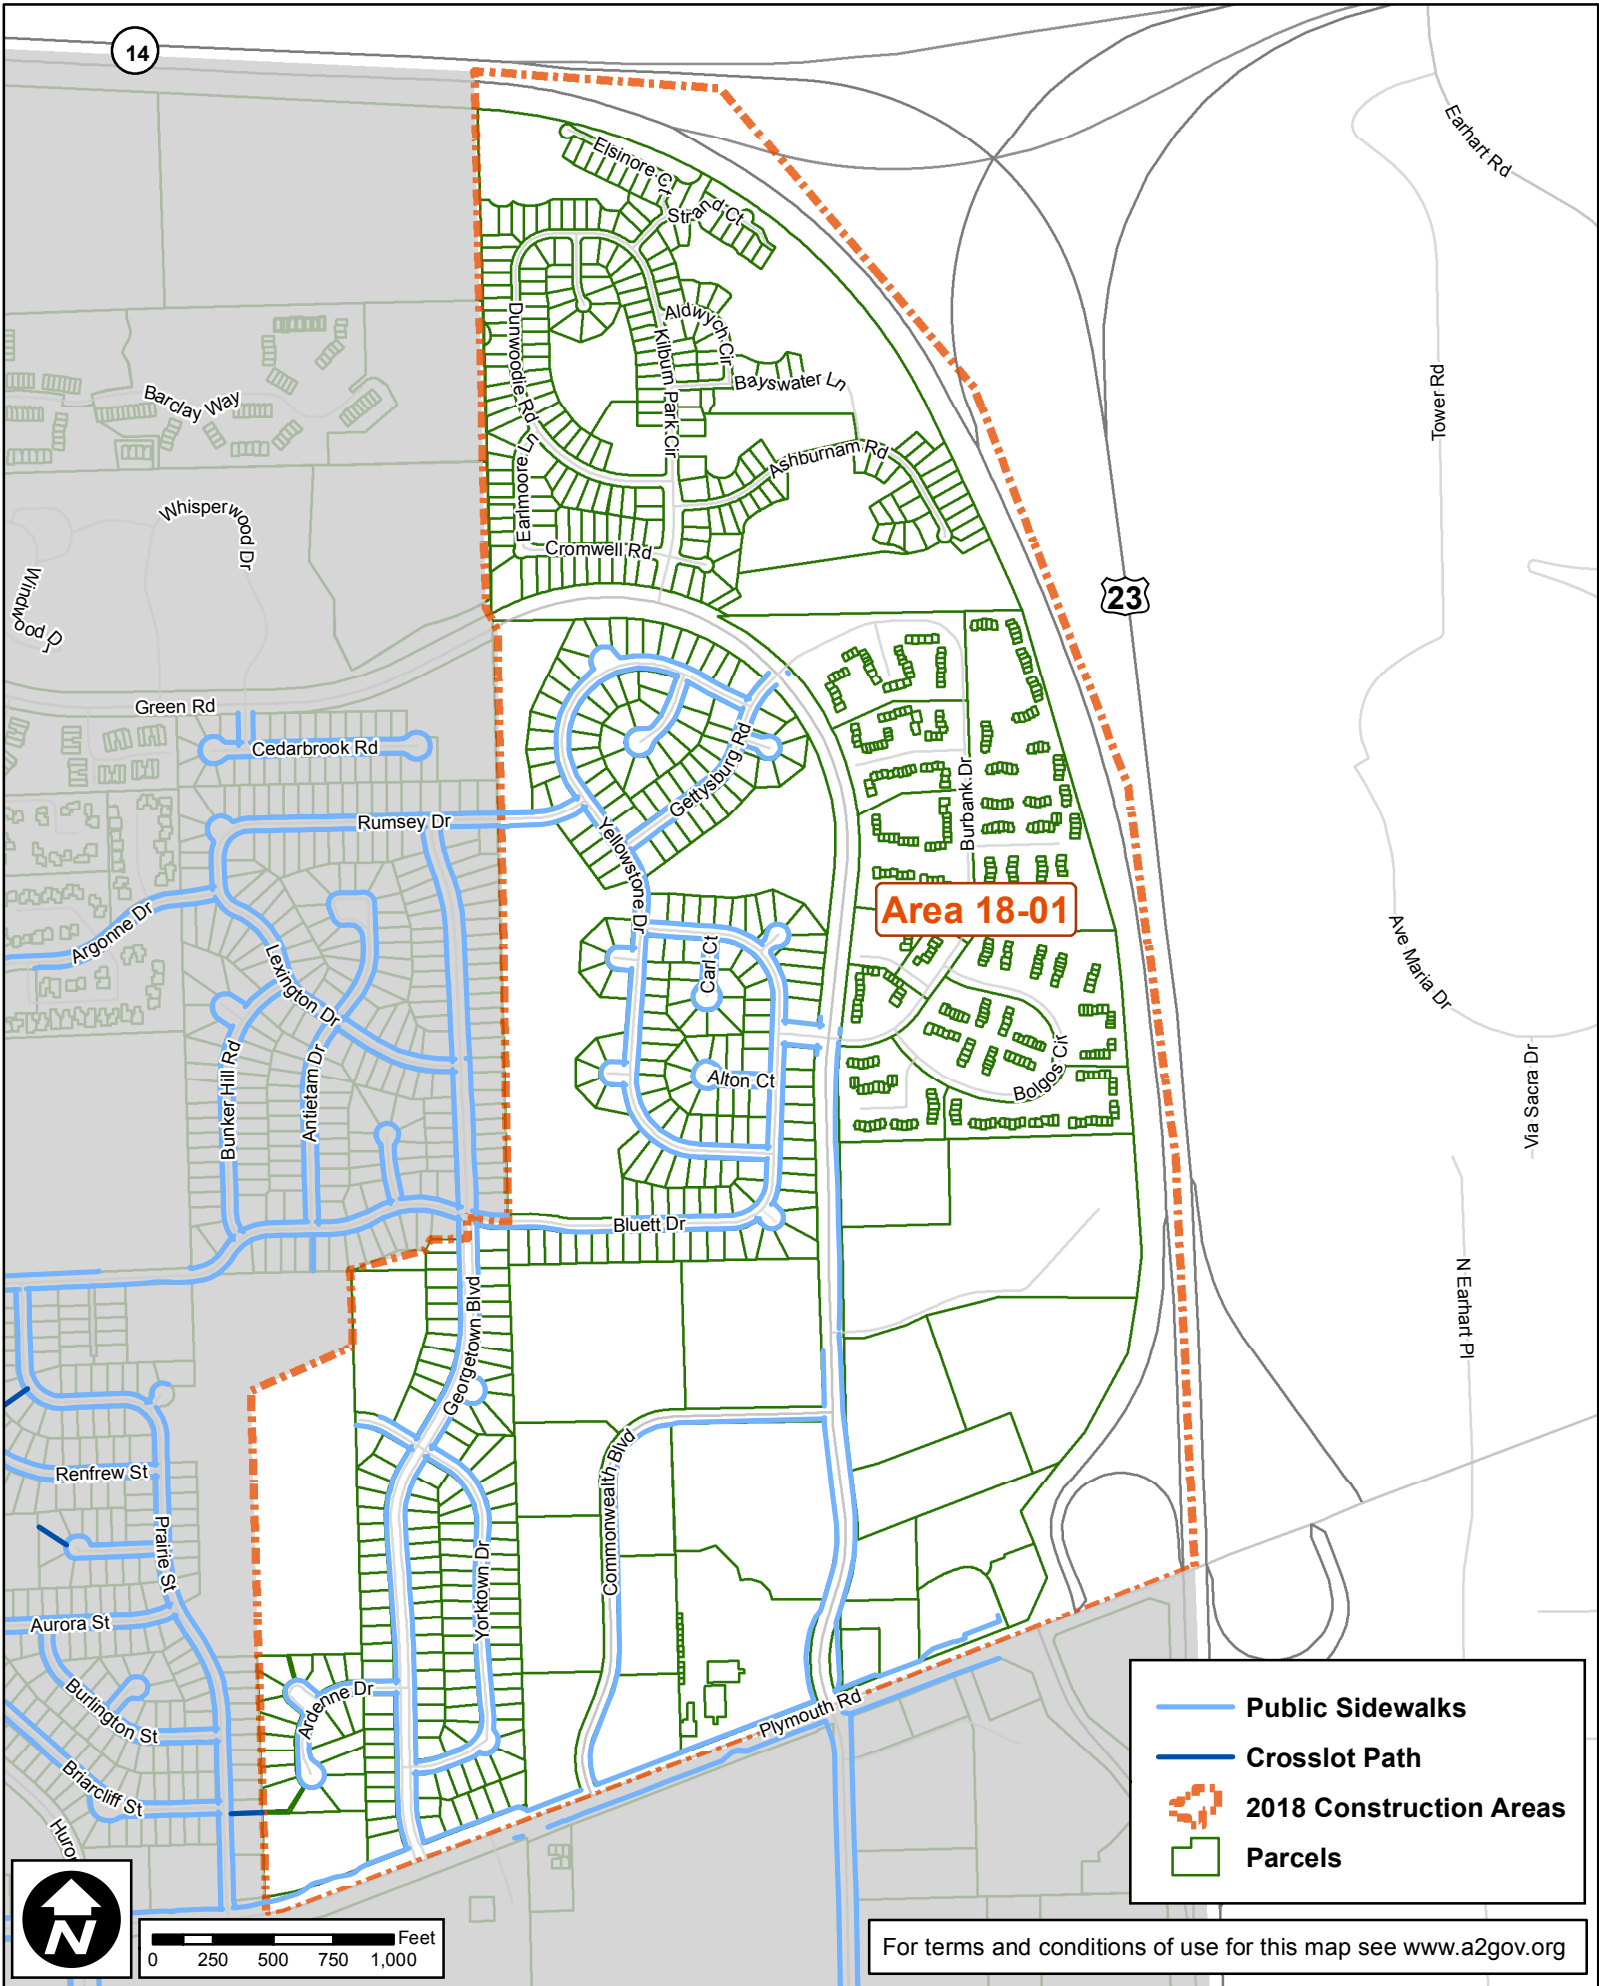 14
Earhart Rd
Elsinore Ct
Strand Ct
Dunwoodie Rd
Aldwych Cir
Kilburn Park Cir
Bayswater Ln
Tower Rd
Barclay Way
Earlmoore Ln
Ashburnam Rd
Whisperwood Dr
Cromwell Rd
Windwood Dr
23
Green Rd
Cedarbrook Rd
Gettysburg Rd
Burbank Dr
Rumsey Dr
Yellowstone Dr
Area 18-01
Argonne Dr
Ave Maria Dr
Carl Ct
Lexington Dr
Bunker Hill Rd
Antietam Dr
Alton Ct
Bolgos Cir
Via Sacra Dr
Bluett Dr
N Earhart Pl
Georgetown Blvd
Commonwealth Blvd
Renfrew St
Prairie St
Yorktown Dr
Aurora St
Burlington St
Ardenne Dr
Plymouth Rd
Briarcliff St
Huron
Public Sidewalks
Crosslot Path
2018 Construction Areas
Parcels
N
Feet
0 250 500 750 1,000
For terms and conditions of use for this map see www.a2gov.org